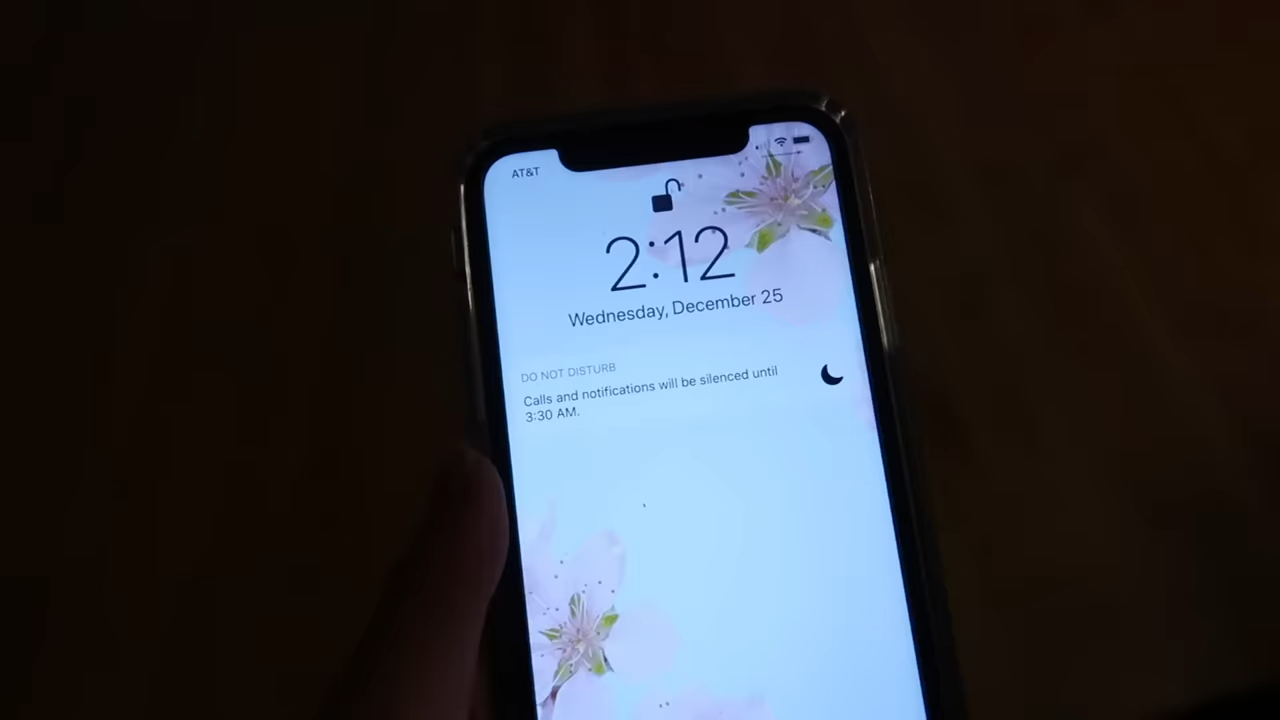 AT&T
2:12
Wednesday, December 25
DO NOT DISTURB
Calls and notifications will be silenced until
3:30 AM.